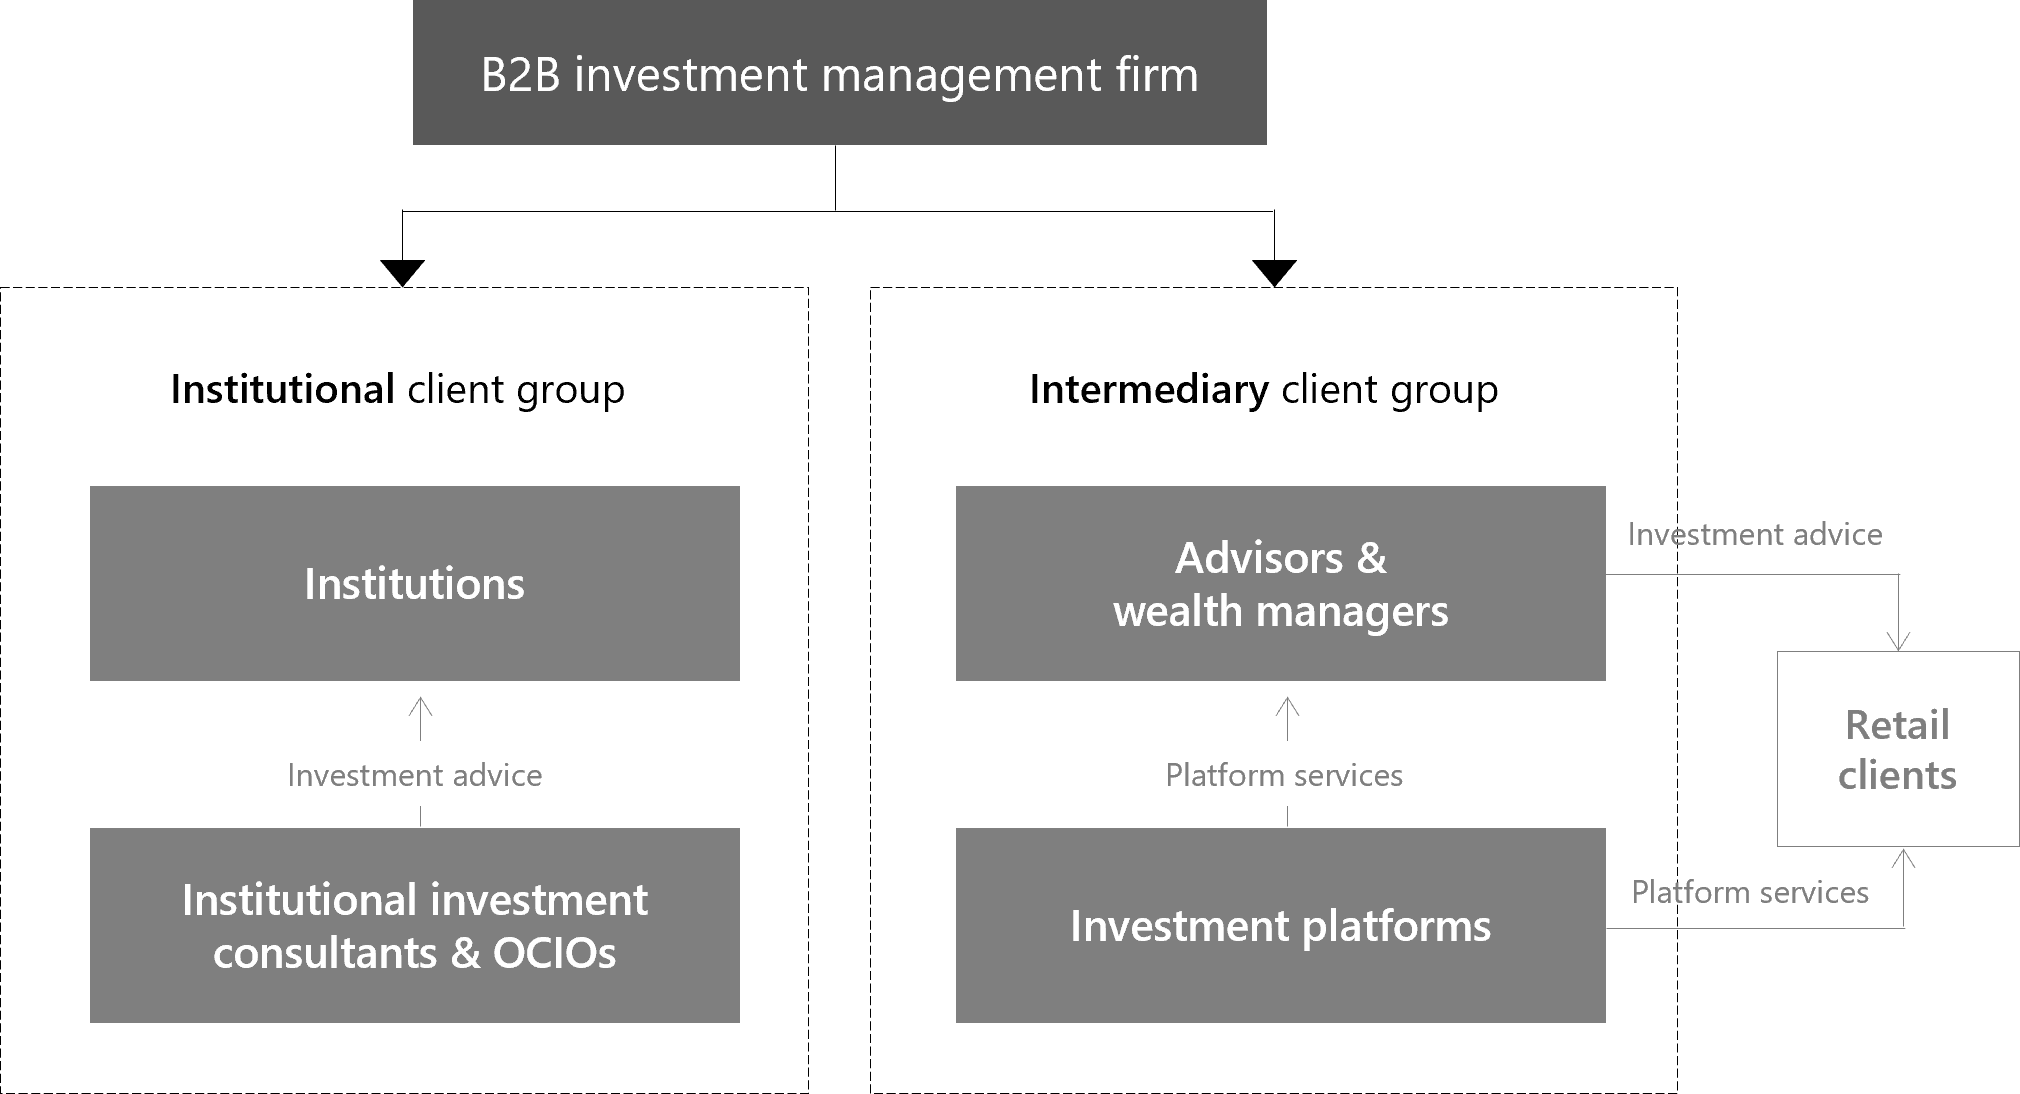 B2B investment management firm
Institutional client group
Institutions
Investment advice
Institutional investment
consultants & OCIOs
Intermediary client group
Advisors &
wealth managers
Platform services
Investment platforms
Investment advice
Retail
clients
Platform services